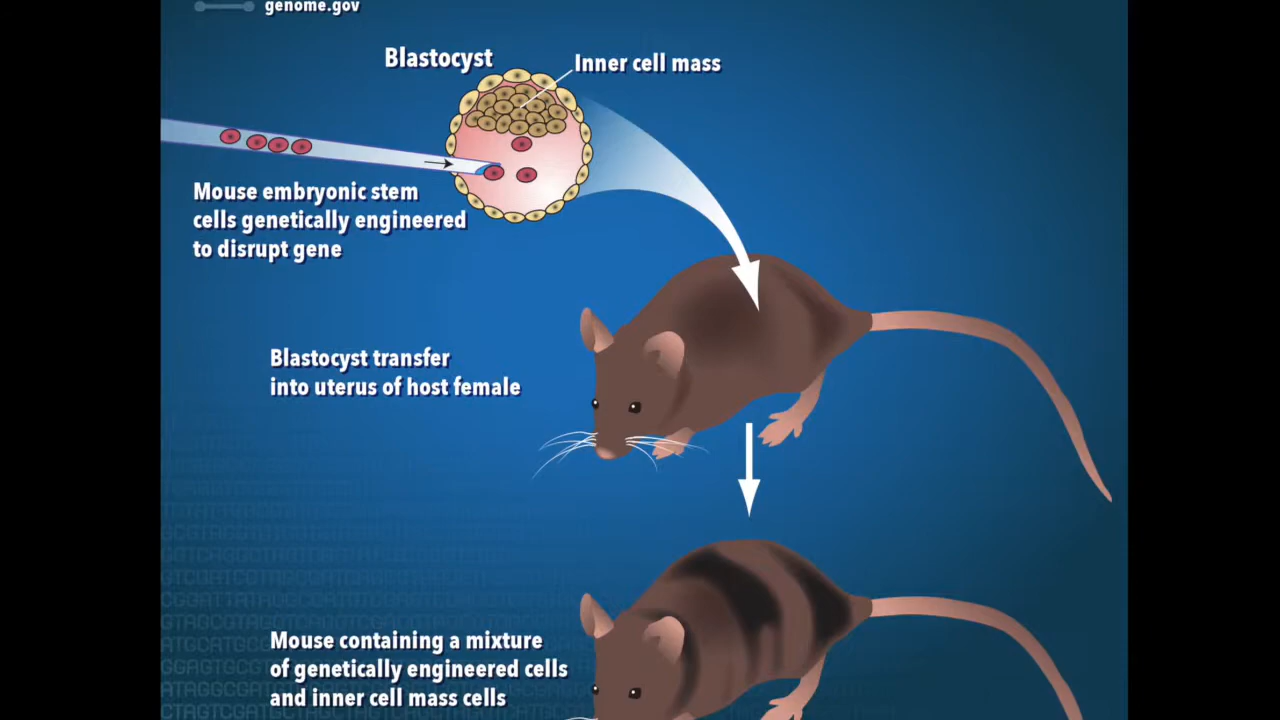 genome.gov
Blastocyst
Inner cell mass
Mouse embryonic stem
cells genetically engineered
to disrupt gene
Blastocyst transfer
into uterus of host female
Mouse containing a mixture
of genetically engineered cells
and inner cell mass cells